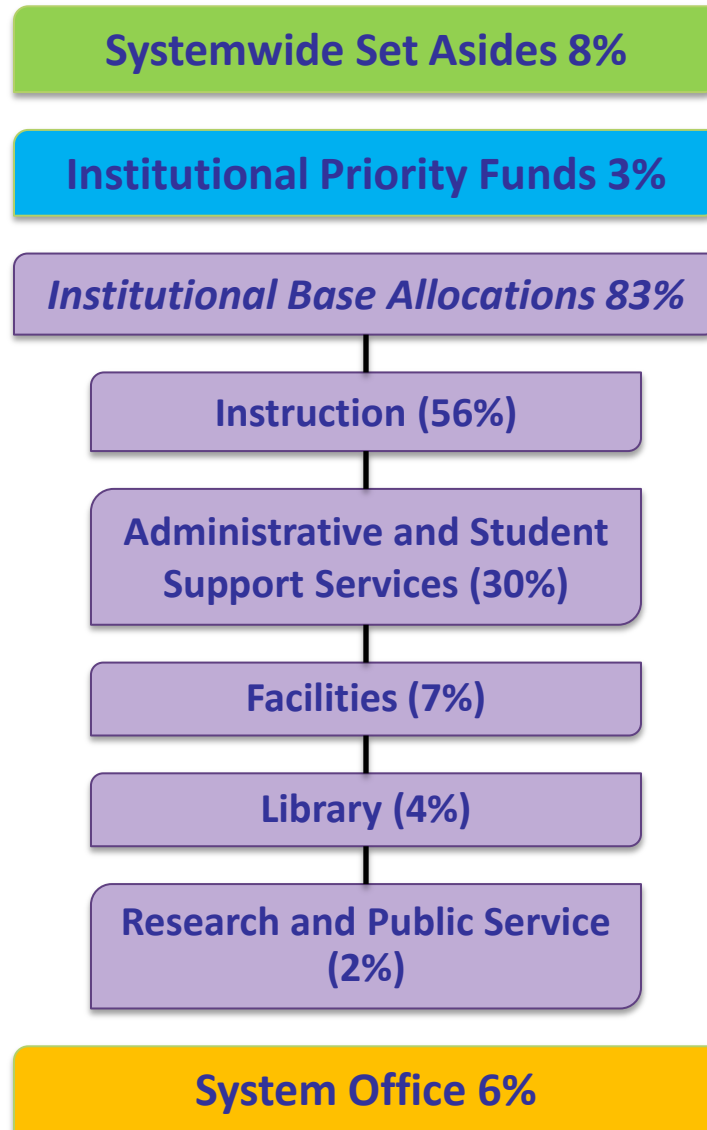 Systemwide Set Asides 8%
Institutional Priority Funds 3%
Institutional Base Allocations 83%
Instruction (56%)
Administrative and Student
Support Services (30%)
Facilities (7%)
Library (4%)
Research and Public Service
(2%)
System Office 6%